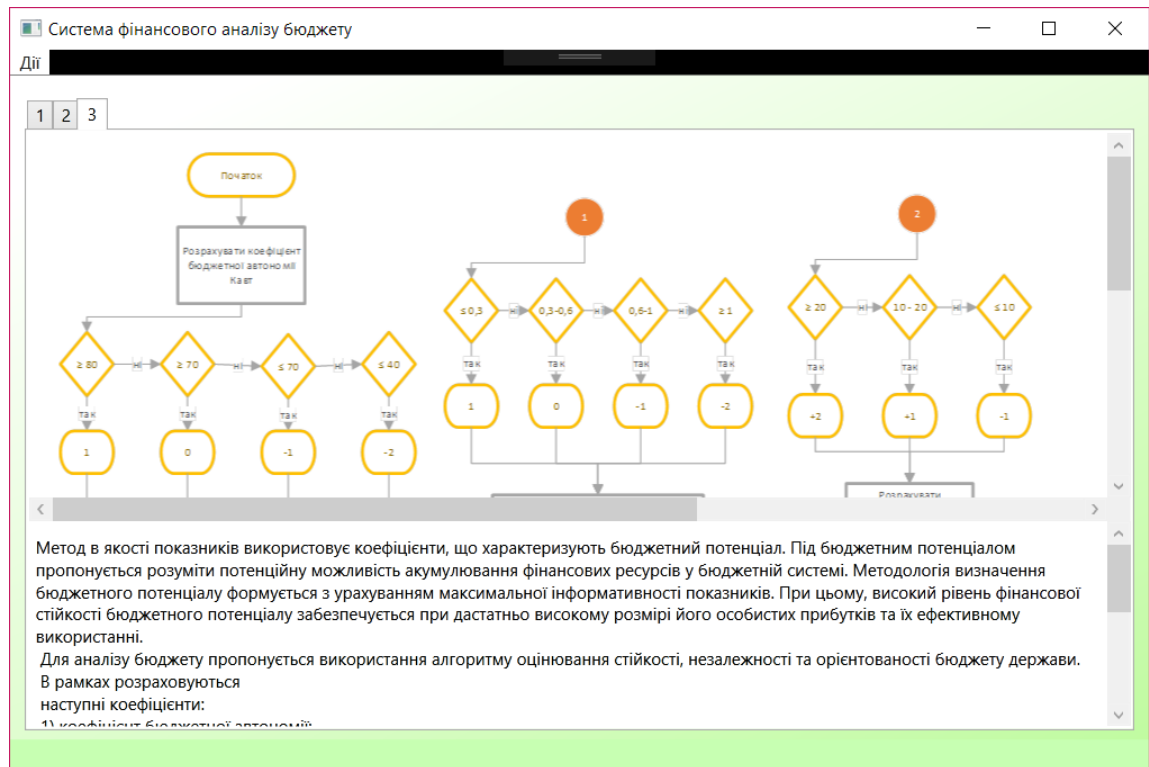 Система фінансового аналізу бюджету
Дії
1 2 3
Початок
Розрахувати коефіцієнт
бюджетної автономії
Кавт
≥ 80 ні ≥ 70 ні ≤ 70 ні ≤ 40
так так так так
1 0 -1 -2
1
≤ 0,3 ні 0,3-0,6 ні 0,6-1 ні ≥ 1
так так так так
1 0 -1 -2
2
≥ 20 ні 10 - 20 ні ≤ 10
так так так
+2 +1 -1
Розрахувати
Метод в якості показників використовує коефіцієнти, що характеризують бюджетний потенціал. Під бюджетним потенціалом
пропонується розуміти потенційну можливість акумулювання фінансових ресурсів у бюджетній системі. Методологія визначення
бюджетного потенціалу формується з урахуванням максимальної інформативності показників. При цьому, високий рівень фінансової
стійкості бюджетного потенціалу забезпечується при дастатньо високому розмірі його особистих прибутків та їх ефективному
використанні.
Для аналізу бюджету пропонується використання алгоритму оцінювання стійкості, незалежності та орієнтованості бюджету держави.
В рамках розраховуються
наступні коефіцієнти:
1) коефіцієнт бюджетної автономії: